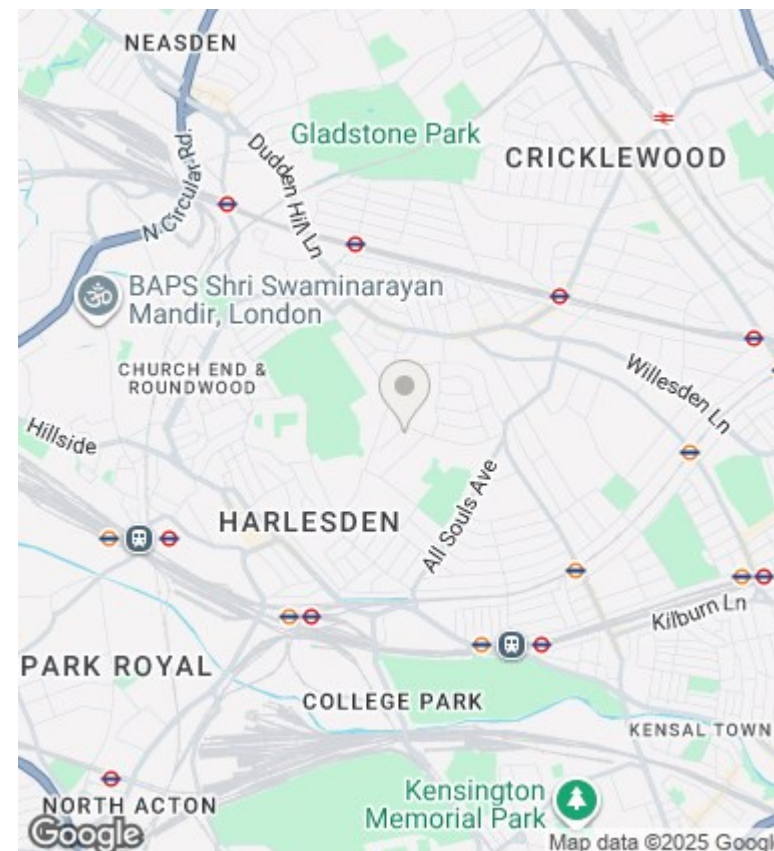 NEASDEN
Gladstone Park
CRICKLEWOOD
Dudden Hill Ln
N Circular Rd.
BAPS Shri Swaminarayan
Mandir, London
CHURCH END &
ROUNDWOOD
Willesden Ln
Hillside
HARLESDEN
All Souls Ave
Kilburn Ln
PARK ROYAL
COLLEGE PARK
KENSAL TOWN
NORTH ACTON
Kensington
Memorial Park
Google
Map data ©2025 Googl